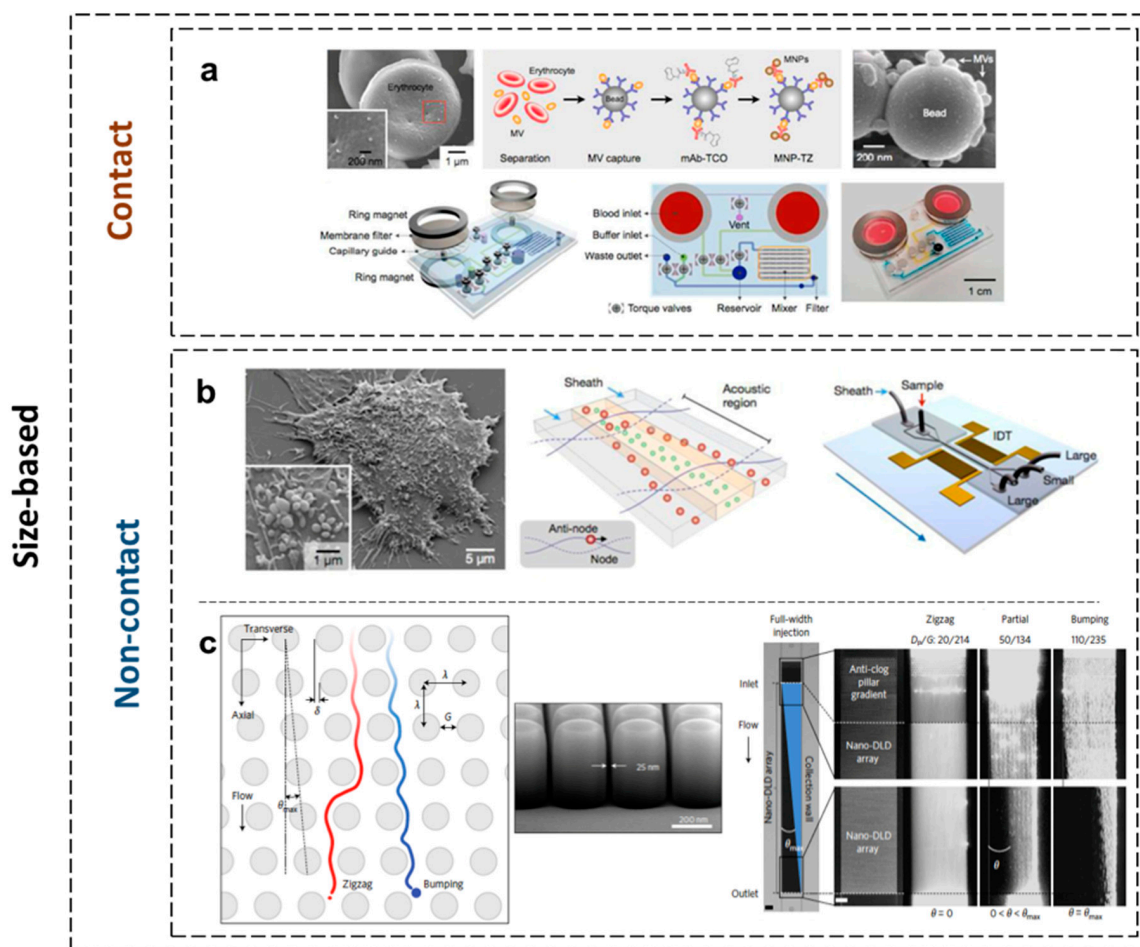 Size-based
Contact
Non-contact
a
Erythrocyte
200 nm
1 μm
Erythrocyte
MV
Bead
MNPs
Separation
MV capture
mAb-TCO
MNP-TZ
MVs
Bead
200 nm
Ring magnet
Membrane filter
Capillary guide
Ring magnet
Blood inlet
Buffer inlet
Waste outlet
Vent
Torque valves
Reservoir
Mixer
Filter
1 cm
b
1 μm
5 μm
Sheath
Acoustic
region
Anti-node
Node
Sheath
Sample
IDT
Large
Small
Large
c
Transverse
Axial
Flow
δ
λ
λ
G
θmax
Zigzag
Bumping
25 nm
200 nm
Full-width
injection
Inlet
Flow
Nano-DLD array
Collection wall
θmax
Outlet
Zigzag
Partial
Bumping
Dp/G: 20/214
50/134
110/235
Anti-clog
pillar
gradient
Nano-DLD
array
Nano-DLD
array
θ
θ = 0
0 < θ < θmax
θ = θmax